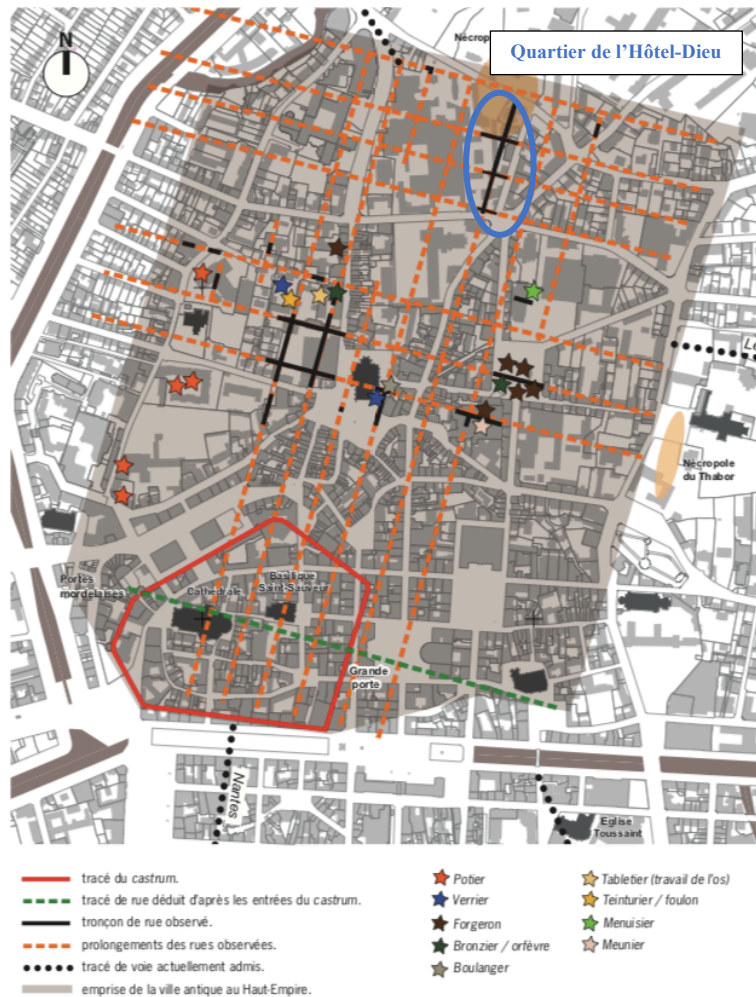 N
Nécrop
Quartier de l'Hôtel-Dieu
Nécropole
du Thabor
Portes
mordelaises
Cathédrale
Basilique
Saint-Sauveur
Grande
porte
Nantes
Eglise
Toussaint
tracé du castrum.
tracé de rue déduit d'après les entrées du castrum.
tronçon de rue observé.
prolongements des rues observées.
tracé de voie actuellement admis.
emprise de la ville antique au Haut-Empire.
Potier
Verrier
Forgeron
Bronzier / orfèvre
Boulanger
Tabletier (travail de l'os)
Teinturier / foulon
Menuisier
Meunier